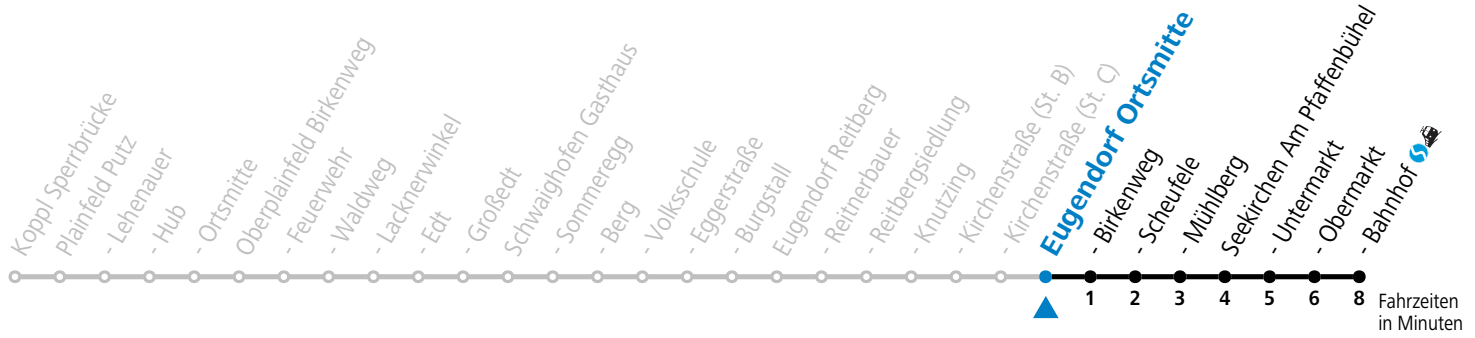 Koppl Sperrbrücke
Plainfeld Putz
- Lehenauer
- Hub
- Ortsmitte
Oberplainfeld Birkenweg
- Feuerwehr
- Waldweg
- Lacknerwinkel
- Edt
- Großedt
Schwaighofen Gasthaus
- Sommeregg
- Berg
- Volksschule
- Eggerstraße
- Burgstall
Eugendorf Reitberg
- Reitnerbauer
- Reitbergsiedlung
- Knutzing
- Kirchenstraße (St. B)
- Kirchenstraße (St. C)
Eugendorf Ortsmitte
- Birkenweg
- Scheufele
- Mühlberg
Seekirchen Am Pfaffenbühel
- Untermarkt
- Obermarkt
- Bahnhof
1 2 3 4 5 6 8
Fahrzeiten
in Minuten